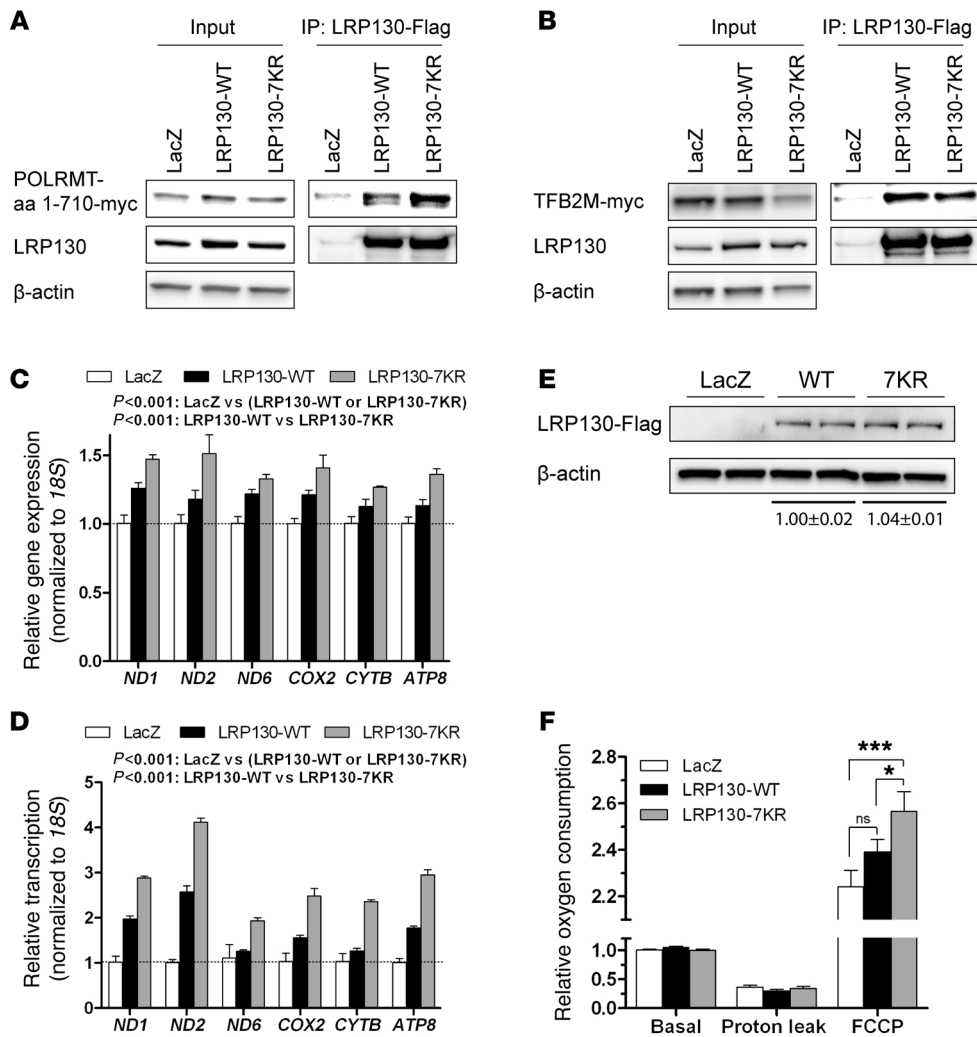 A
Input
IP: LRP130-Flag
LacZ
LRP130-WT
LRP130-7KR
LacZ
LRP130-WT
LRP130-7KR
POLRMT-
aa 1-710-myc
LRP130
β-actin
B
Input
IP: LRP130-Flag
LacZ
LRP130-WT
LRP130-7KR
LacZ
LRP130-WT
LRP130-7KR
TFB2M-myc
LRP130
β-actin
C
LacZ LRP130-WT LRP130-7KR
P<0.001: LacZ vs (LRP130-WT or LRP130-7KR)
P<0.001: LRP130-WT vs LRP130-7KR
Relative gene expression
(normalized to 18S)
1.5
1.0
0.5
0.0
ND1 ND2 ND6 COX2 CYTB ATP8
D
LacZ LRP130-WT LRP130-7KR
P<0.001: LacZ vs (LRP130-WT or LRP130-7KR)
P<0.001: LRP130-WT vs LRP130-7KR
Relative transcription
(normalized to 18S)
5
4
3
2
1
0
ND1 ND2 ND6 COX2 CYTB ATP8
E
LacZ WT 7KR
LRP130-Flag
β-actin
1.00±0.02 1.04±0.01
F
LacZ
LRP130-WT
LRP130-7KR
***
*
ns
Relative oxygen consumption
2.8
2.6
2.4
2.2
1.0
0.5
0.0
Basal Proton leak FCCP